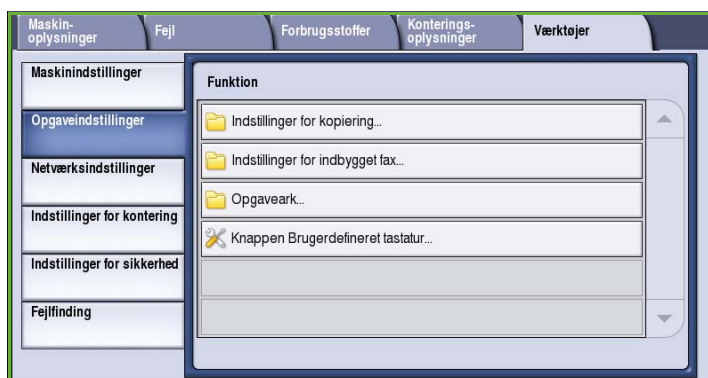 Maskin-
oplysninger
Fejl
Forbrugsstoffer
Konterings-
oplysninger
Værktøjer
Maskinindstillinger
Opgaveindstillinger
Netværksindstillinger
Indstillinger for kontering
Indstillinger for sikkerhed
Fejlfinding
Funktion
Indstillinger for kopiering...
Indstillinger for indbygget fax...
Opgaveark...
Knappen Brugerdefineret tastatur...